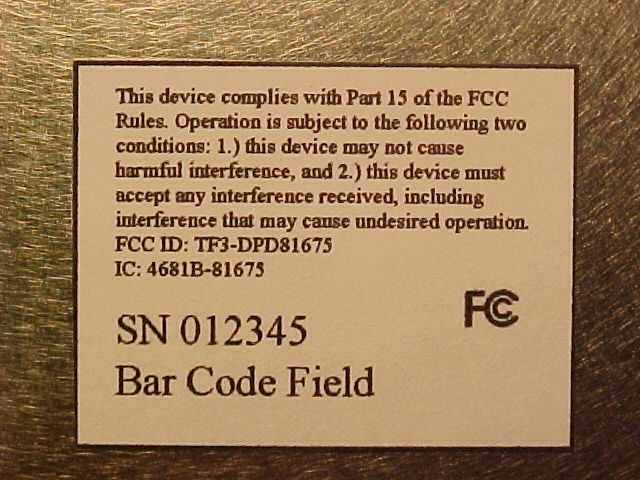 This device complies with Part 15 of the FCC
Rules. Operation is subject to the following two
conditions: 1.) this device may not cause
harmful interference, and 2.) this device must
accept any interference received, including
interference that may cause undesired operation.
FCC ID: TF3-DPD81675
IC: 4681B-81675
FC
SN 012345
Bar Code Field